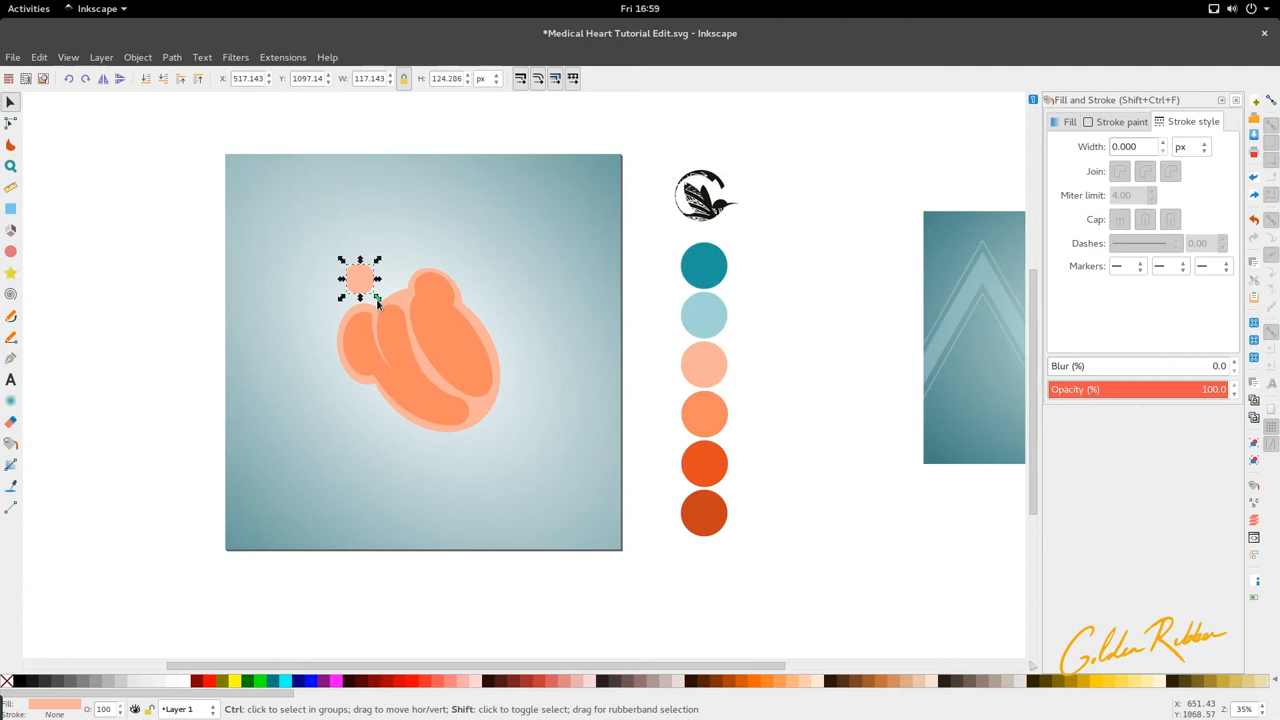 Activities Inkscape Fri 16:59
*Medical Heart Tutorial Edit.svg - Inkscape
File Edit View Layer Object Path Text Filters Extensions Help
X: 517.143 Y: 1097.14 W: 117.143 H: 124.286 px
Fill and Stroke (Shift+Ctrl+F)
Fill Stroke paint Stroke style
Width: 0.000 px
Join:
Miter limit: 4.00
Cap:
Dashes: 0.00
Markers:
Blur (%) 0.0
Opacity (%) 100.0
Golden Ribbon
Fill: O: 100 •Layer 1 Ctrl: click to select in groups; drag to move hor/vert; Shift: click to toggle select; drag for rubberband selection X: 651.43 Z: 35%
Stroke: None Y: 1068.57